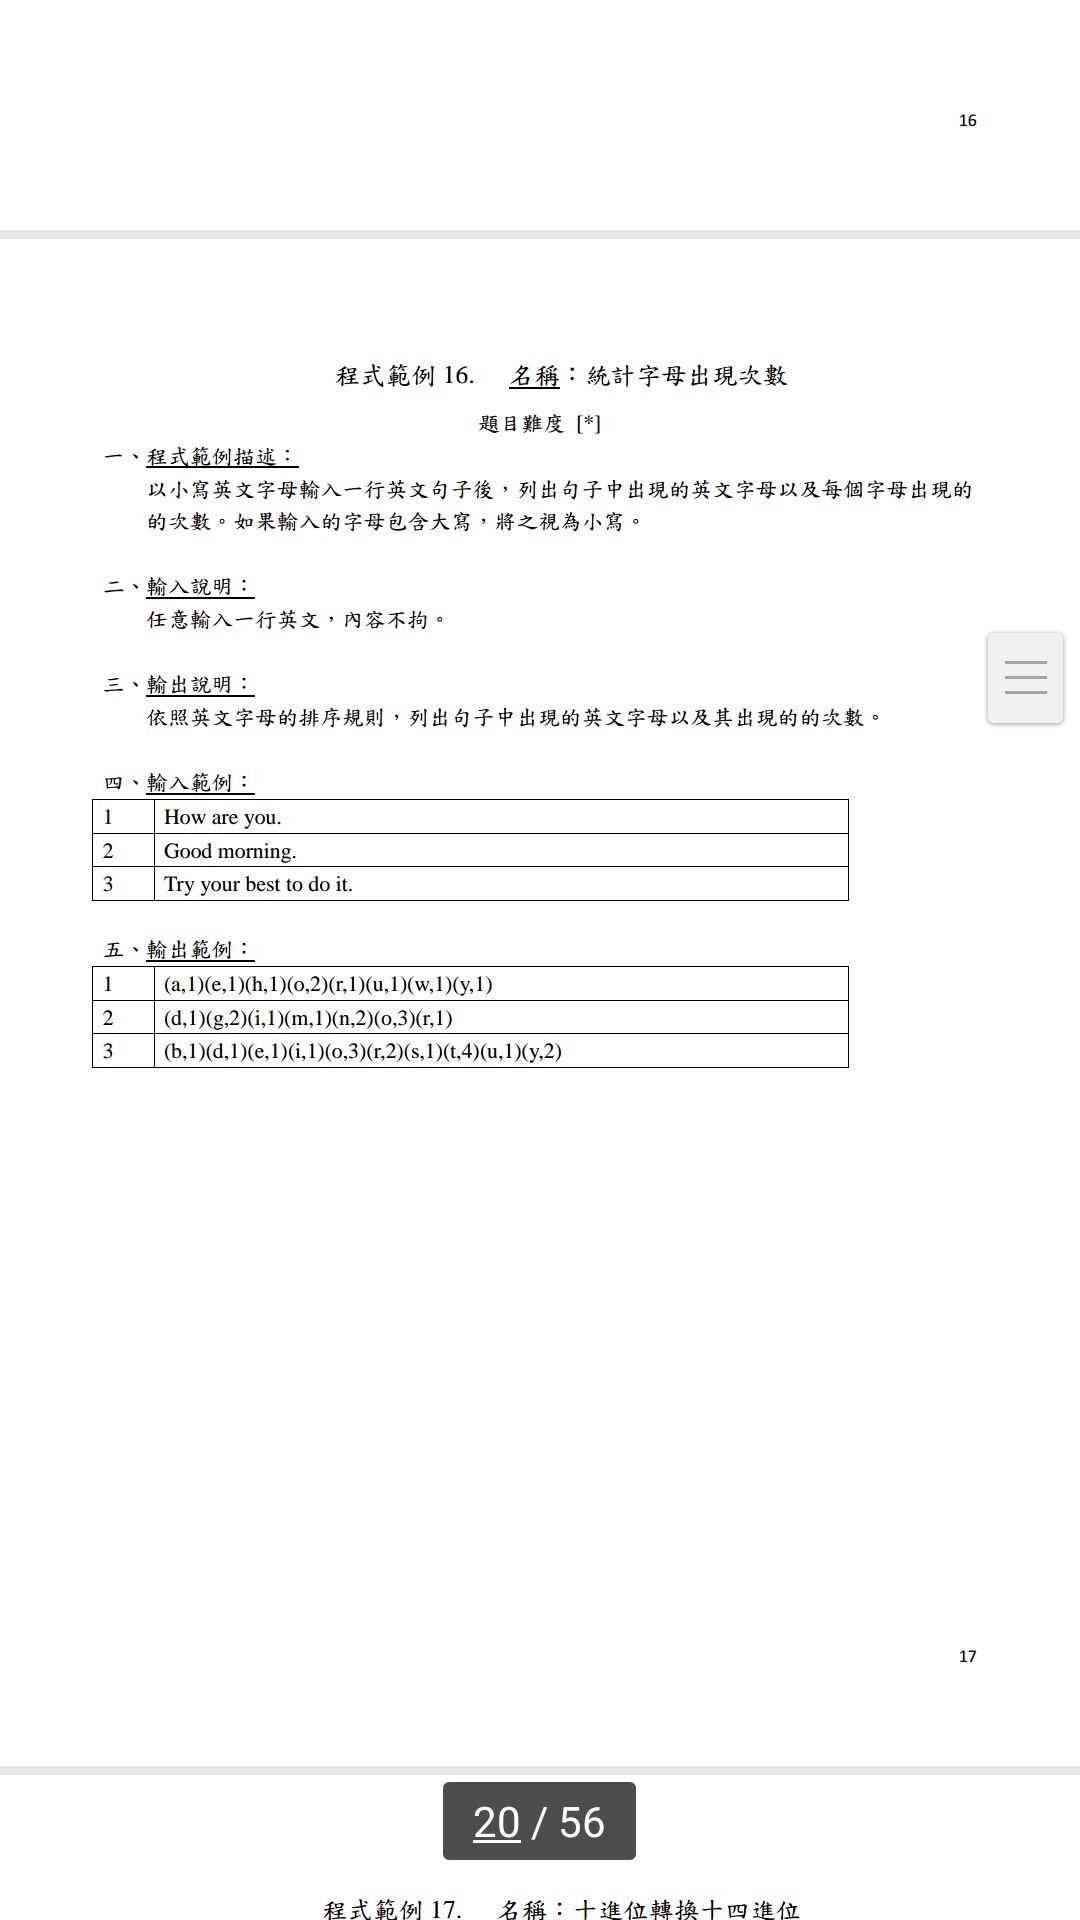 16
程式範例 16. 名稱：統計字母出現次數
題目難度 [*]
一、程式範例描述：
以小寫英文字母輸入一行英文句子後，列出句子中出現的英文字母以及每個字母出現的
的次數。如果輸入的字母包含大寫，將之視為小寫。
二、輸入說明：
任意輸入一行英文，內容不拘。
三、輸出說明：
依照英文字母的排序規則，列出句子中出現的英文字母以及其出現的的次數。
四、輸入範例：
1 How are you.
2 Good morning.
3 Try your best to do it.
五、輸出範例：
1 (a,1)(e,1)(h,1)(o,2)(r,1)(u,1)(w,1)(y,1)
2 (d,1)(g,2)(i,1)(m,1)(n,2)(o,3)(r,1)
3 (b,1)(d,1)(e,1)(i,1)(o,3)(r,2)(s,1)(t,4)(u,1)(y,2)
17
20 / 56
程式範例 17. 名稱：十進位轉換十四進位